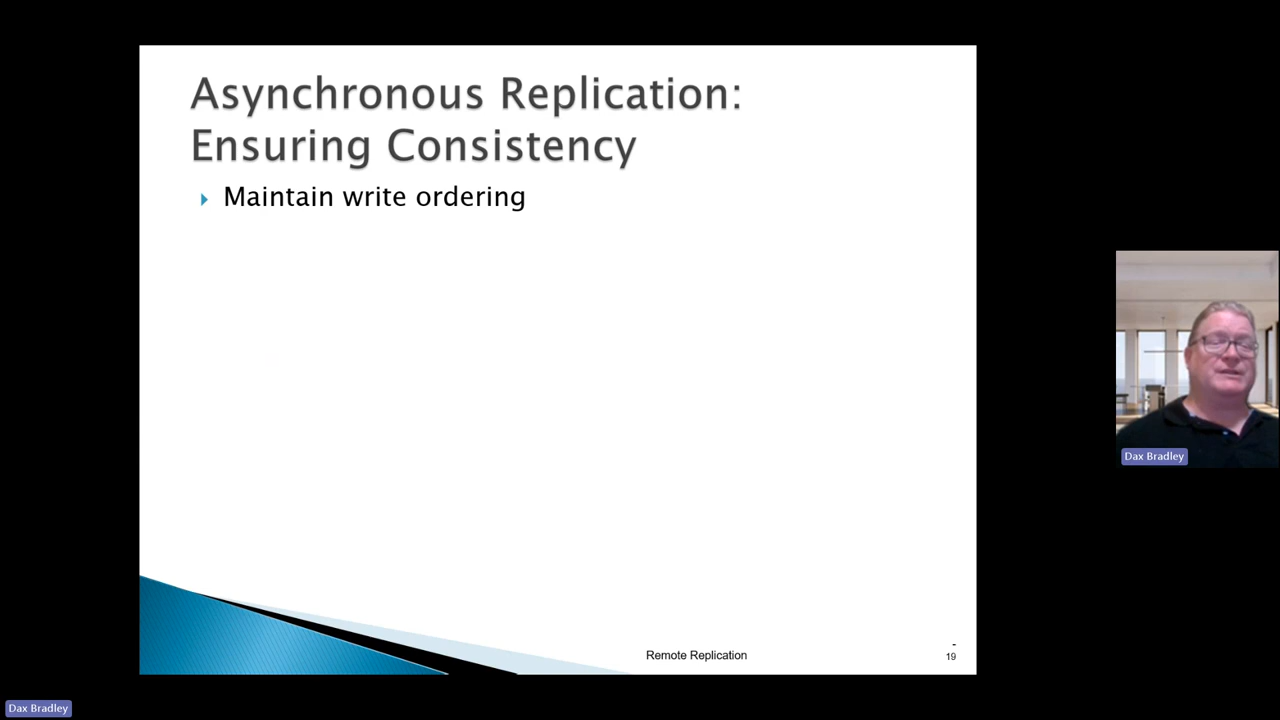 Asynchronous Replication:
Ensuring Consistency
Maintain write ordering
Remote Replication
-
19
Dax Bradley
Dax Bradley